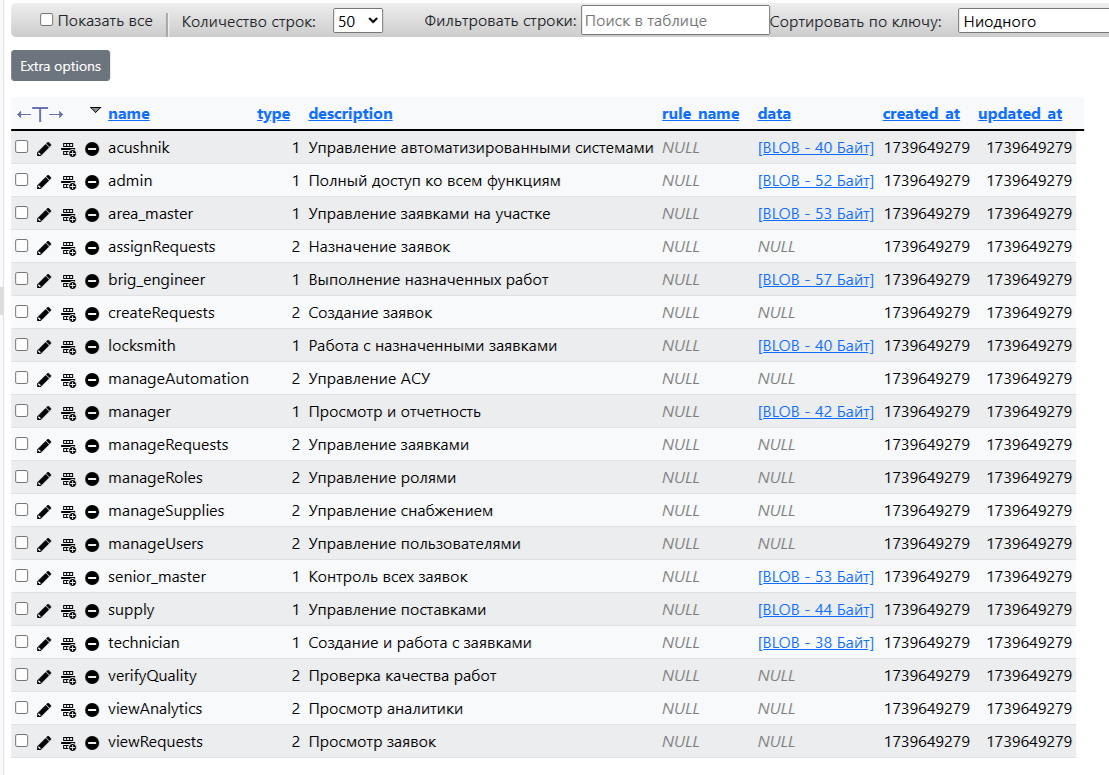 Показать все Количество строк: 50 Фильтровать строки: Поиск в таблице Сортировать по ключу: Ниодного
Extra options
←T→ name type description rule_name data created_at updated_at
acushnik 1 Управление автоматизированными системами NULL [BLOB - 40 Байт] 1739649279 1739649279
admin 1 Полный доступ ко всем функциям NULL [BLOB - 52 Байт] 1739649279 1739649279
area_master 1 Управление заявками на участке NULL [BLOB - 53 Байт] 1739649279 1739649279
assignRequests 2 Назначение заявок NULL NULL 1739649279 1739649279
brig_engineer 1 Выполнение назначенных работ NULL [BLOB - 57 Байт] 1739649279 1739649279
createRequests 2 Создание заявок NULL NULL 1739649279 1739649279
locksmith 1 Работа с назначенными заявками NULL [BLOB - 40 Байт] 1739649279 1739649279
manageAutomation 2 Управление АСУ NULL NULL 1739649279 1739649279
manager 1 Просмотр и отчетность NULL [BLOB - 42 Байт] 1739649279 1739649279
manageRequests 2 Управление заявками NULL NULL 1739649279 1739649279
manageRoles 2 Управление ролями NULL NULL 1739649279 1739649279
manageSupplies 2 Управление снабжением NULL NULL 1739649279 1739649279
manageUsers 2 Управление пользователями NULL NULL 1739649279 1739649279
senior_master 1 Контроль всех заявок NULL [BLOB - 53 Байт] 1739649279 1739649279
supply 1 Управление поставками NULL [BLOB - 44 Байт] 1739649279 1739649279
technician 1 Создание и работа с заявками NULL [BLOB - 38 Байт] 1739649279 1739649279
verifyQuality 2 Проверка качества работ NULL NULL 1739649279 1739649279
viewAnalytics 2 Просмотр аналитики NULL NULL 1739649279 1739649279
viewRequests 2 Просмотр заявок NULL NULL 1739649279 1739649279